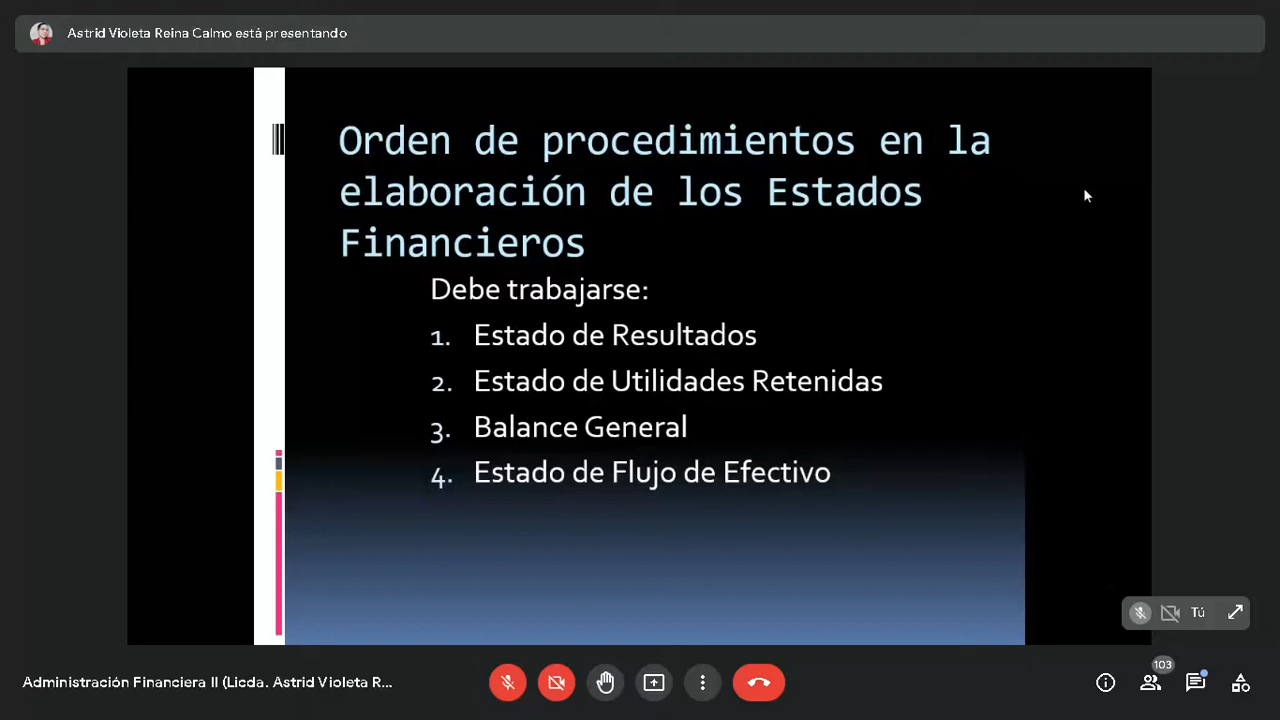 Astrid Violeta Reina Calmo está presentando
Orden de procedimientos en la
elaboración de los Estados
Financieros
Debe trabajarse:
1. Estado de Resultados
2. Estado de Utilidades Retenidas
3. Balance General
4. Estado de Flujo de Efectivo
Tú
103
Administración Financiera II (Licda. Astrid Violeta R...